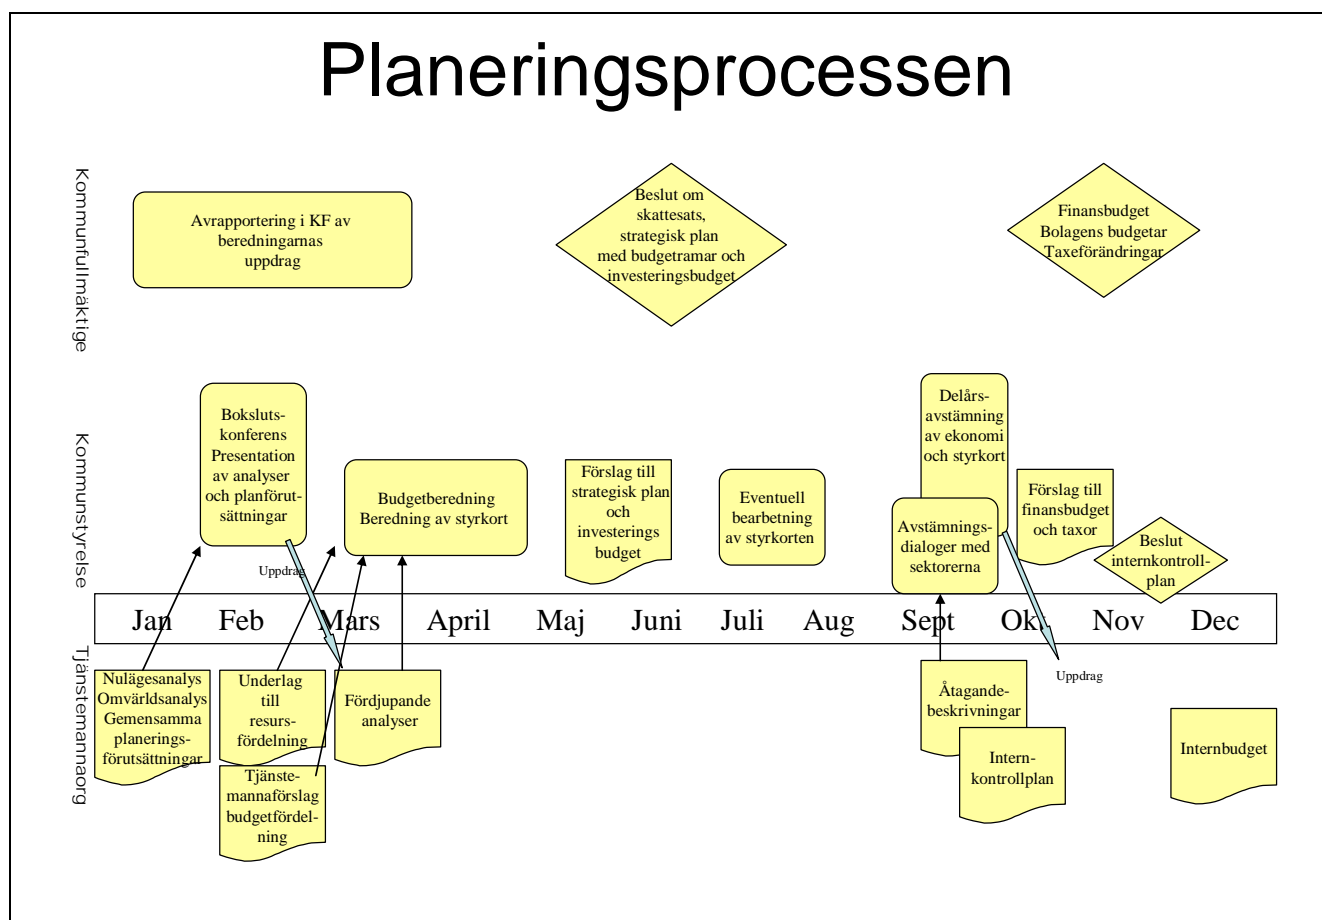 Planeringsprocessen
Kommunfullmäktige
Avrapportering i KF av
beredningarnas
uppdrag
Beslut om
skattesats,
strategisk plan
med budgetramar och
investeringsbudget
Finansbudget
Bolagens budgetar
Taxeförändringar
Kommunstyrelse
Boksluts-
konferens
Presentation
av analyser
och planförut-
sättningar
Uppdrag
Budgetberedning
Beredning av styrkort
Förslag till
strategisk plan
och
investerings
budget
Eventuell
bearbetning
av styrkorten
Delårs-
avstämning
av ekonomi
och styrkort
Avstämnings-
dialoger med
sektorerna
Förslag till
finansbudget
och taxor
Beslut
internkontroll-
plan
Jan Feb Mars April Maj Juni Juli Aug Sept Okt Nov Dec
Tjänstemannaorg
Nulägesanalys
Omvärldsanalys
Gemensamma
planerings-
förutsättningar
Underlag
till
resurs-
fördelning
Tjänste-
mannaförslag
budgetfördel-
ning
Fördjupande
analyser
Åtagande-
beskrivningar
Intern-
kontrollplan
Uppdrag
Internbudget